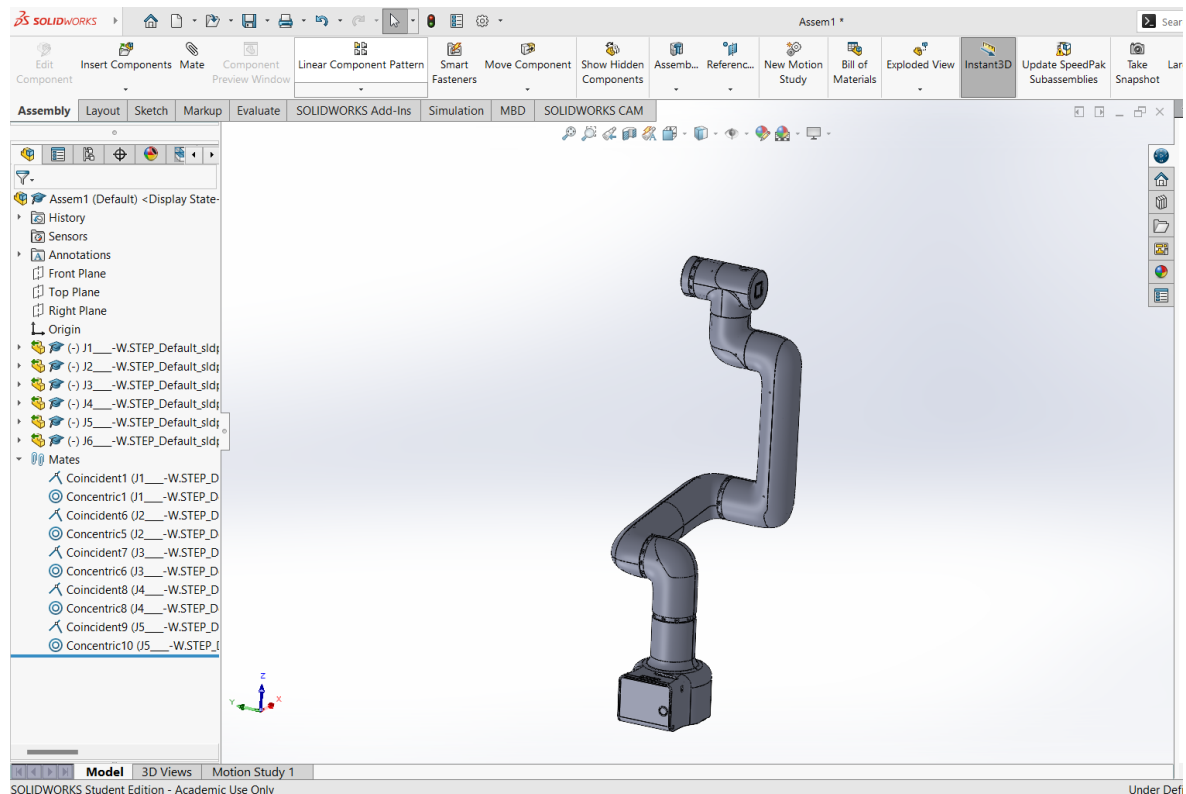 SOLIDWORKS
Assem1 *
Sear
Edit Component
Insert Components
Mate
Component Preview Window
Linear Component Pattern
Smart Fasteners
Move Component
Show Hidden Components
Assemb...
Referenc...
New Motion Study
Bill of Materials
Exploded View
Instant3D
Update SpeedPak Subassemblies
Take Snapshot
Lar
Assembly
Layout
Sketch
Markup
Evaluate
SOLIDWORKS Add-Ins
Simulation
MBD
SOLIDWORKS CAM
Assem1 (Default) <Display State-
History
Sensors
Annotations
Front Plane
Top Plane
Right Plane
Origin
(-) J1___-W.STEP_Default_sldp
(-) J2___-W.STEP_Default_sldp
(-) J3___-W.STEP_Default_sldp
(-) J4___-W.STEP_Default_sldp
(-) J5___-W.STEP_Default_sldp
(-) J6___-W.STEP_Default_sldp
Mates
Coincident1 (J1___-W.STEP_D
Concentric1 (J1___-W.STEP_D
Coincident6 (J2___-W.STEP_D
Concentric5 (J2___-W.STEP_D
Coincident7 (J3___-W.STEP_D
Concentric6 (J3___-W.STEP_D
Coincident8 (J4___-W.STEP_D
Concentric8 (J4___-W.STEP_D
Coincident9 (J5___-W.STEP_D
Concentric10 (J5___-W.STEP_D
Z
Y
X
Model
3D Views
Motion Study 1
SOLIDWORKS Student Edition - Academic Use Only
Under Defi